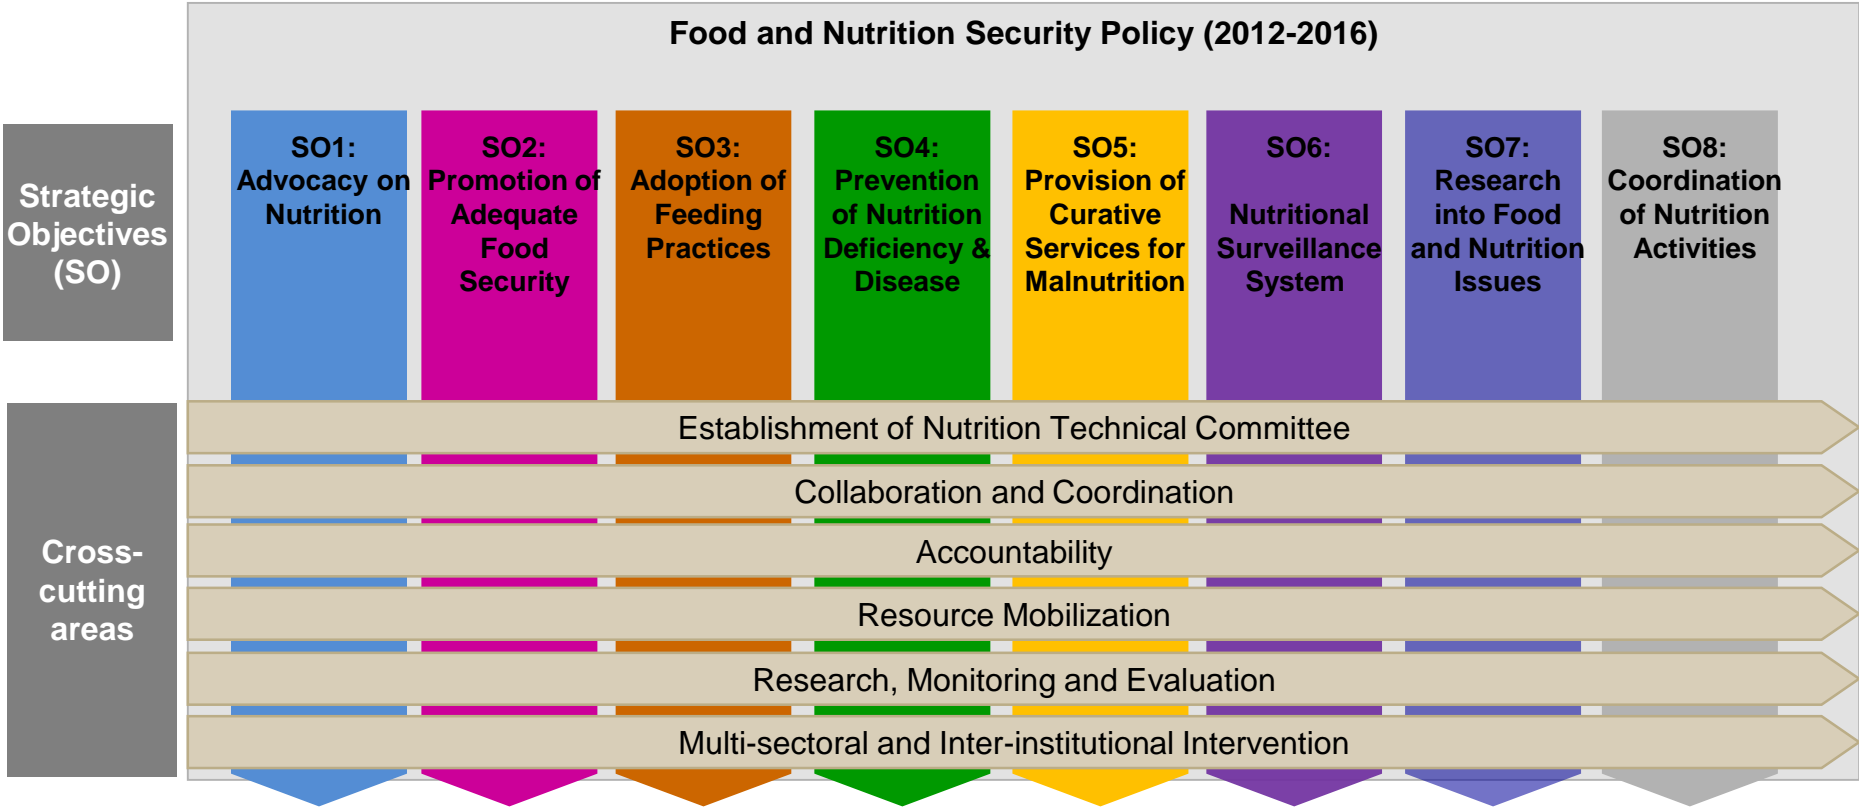 Food and Nutrition Security Policy (2012-2016)
Strategic
Objectives
(SO)
SO1:
Advocacy on
Nutrition
SO2:
Promotion of
Adequate
Food
Security
SO3:
Adoption of
Feeding
Practices
SO4:
Prevention
of Nutrition
Deficiency &
Disease
SO5:
Provision of
Curative
Services for
Malnutrition
SO6:
Nutritional
Surveillance
System
SO7:
Research
into Food
and Nutrition
Issues
SO8:
Coordination
of Nutrition
Activities
Cross-
cutting
areas
Establishment of Nutrition Technical Committee
Collaboration and Coordination
Accountability
Resource Mobilization
Research, Monitoring and Evaluation
Multi-sectoral and Inter-institutional Intervention